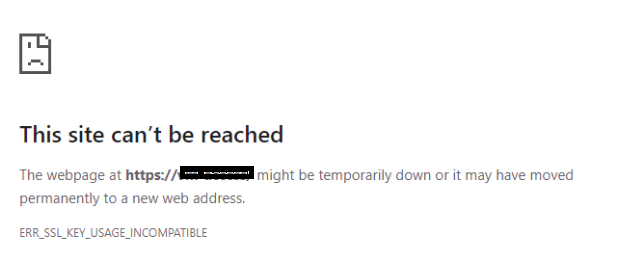 This site can't be reached
The webpage at https:// might be temporarily down or it may have moved
permanently to a new web address.
ERR_SSL_KEY_USAGE_INCOMPATIBLE